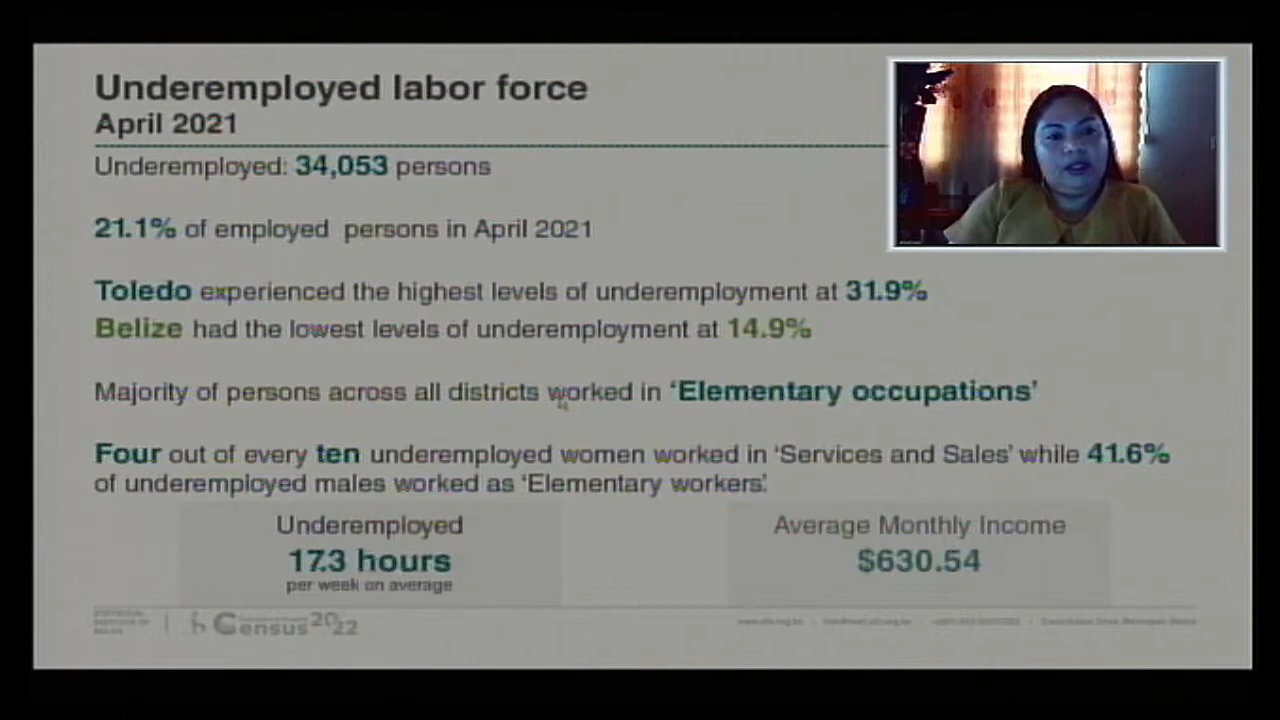 Underemployed labor force
April 2021
Underemployed: 34,053 persons
21.1% of employed persons in April 2021
Toledo experienced the highest levels of underemployment at 31.9%
Belize had the lowest levels of underemployment at 14.9%
Majority of persons across all districts worked in ‘Elementary occupations’
Four out of every ten underemployed women worked in ‘Services and Sales’ while 41.6%
of underemployed males worked as ‘Elementary workers’.
Underemployed
17.3 hours
per week on average
Average Monthly Income
$630.54
Census 2022